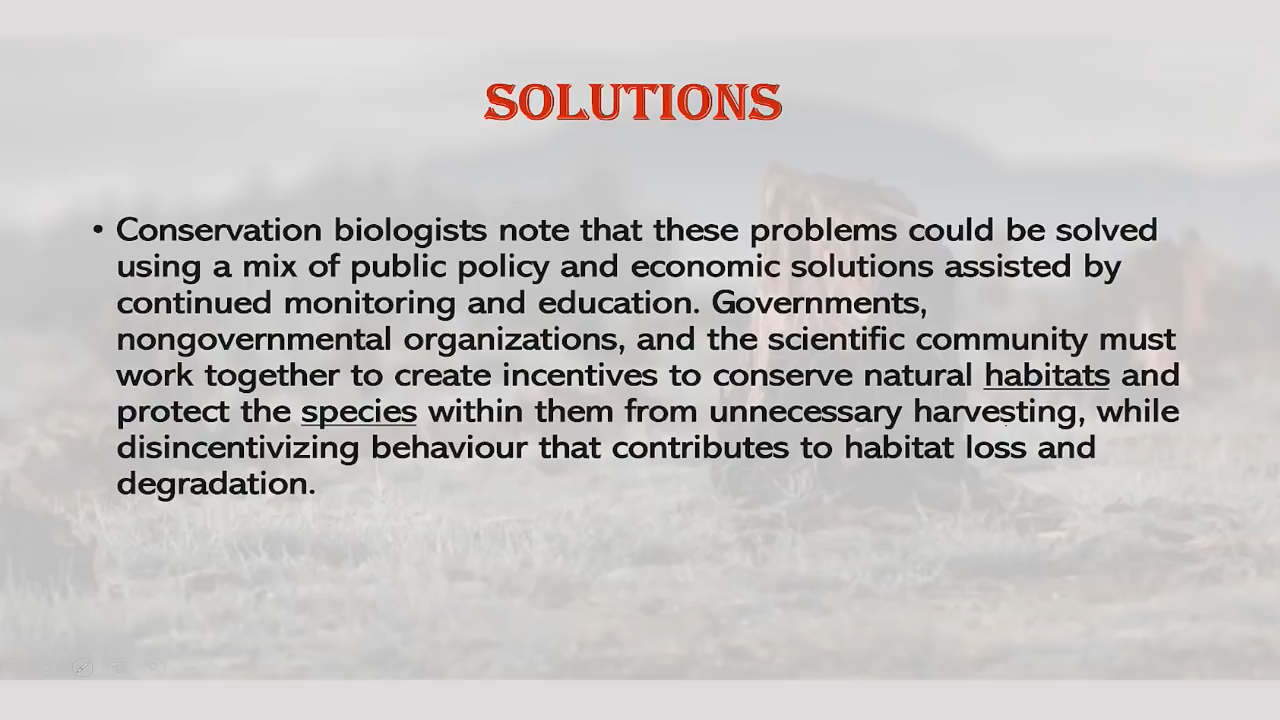 SOLUTIONS
• Conservation biologists note that these problems could be solved
using a mix of public policy and economic solutions assisted by
continued monitoring and education. Governments,
nongovernmental organizations, and the scientific community must
work together to create incentives to conserve natural habitats and
protect the species within them from unnecessary harvesting, while
disincentivizing behaviour that contributes to habitat loss and
degradation.